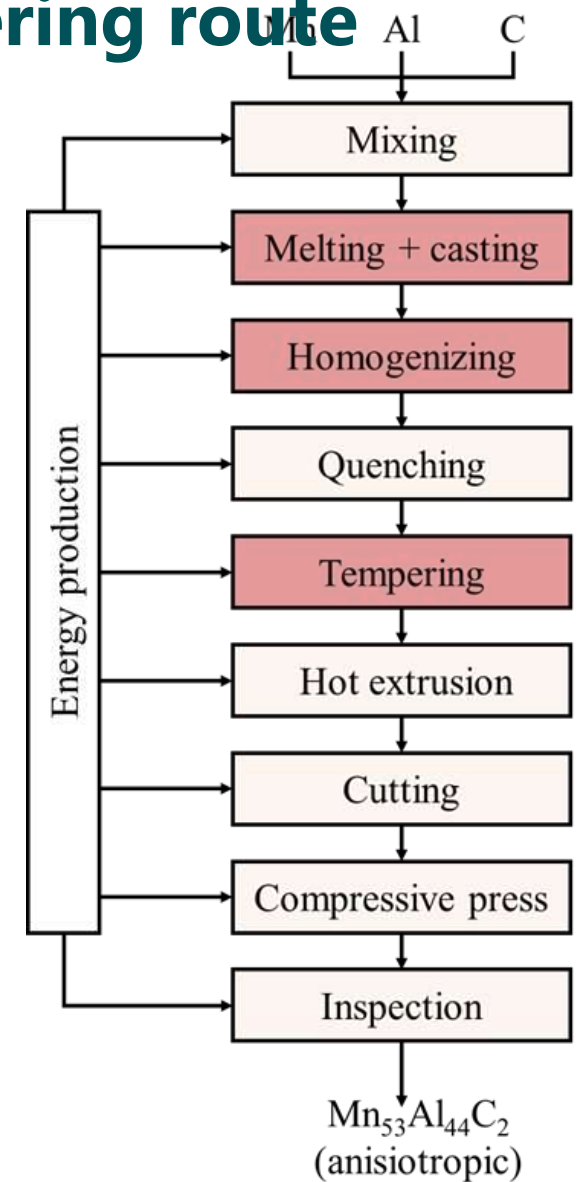 ering route
Mn Al C
Mixing
Melting + casting
Homogenizing
Quenching
Tempering
Hot extrusion
Cutting
Compressive press
Inspection
Energy production
Mn₅₃Al₄₄C₂
(anisiotropic)